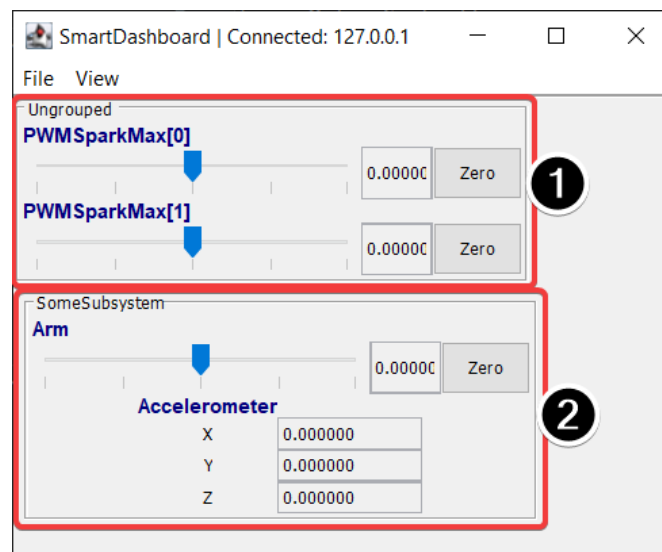 SmartDashboard | Connected: 127.0.0.1
File View
Ungrouped
PWMSparkMax[0]
0.00000 Zero
1
PWMSparkMax[1]
0.00000 Zero
SomeSubsystem
Arm
0.00000 Zero
2
Accelerometer
X 0.000000
Y 0.000000
Z 0.000000